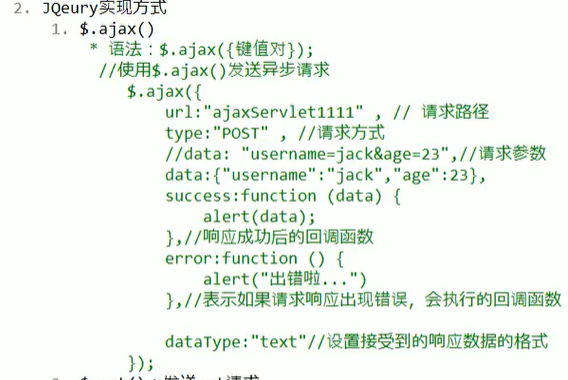 2. JQeury实现方式
1. $.ajax()
* 语法：$.ajax({键值对});
//使用$.ajax()发送异步请求
$.ajax({
url:"ajaxServlet1111" , // 请求路径
type:"POST" , //请求方式
//data: "username=jack&age=23",//请求参数
data:{"username":"jack","age":23},
success:function (data) {
alert(data);
},//响应成功后的回调函数
error:function () {
alert("出错啦...")
},//表示如果请求响应出现错误，会执行的回调函数
dataType:"text"//设置接受到的响应数据的格式
});